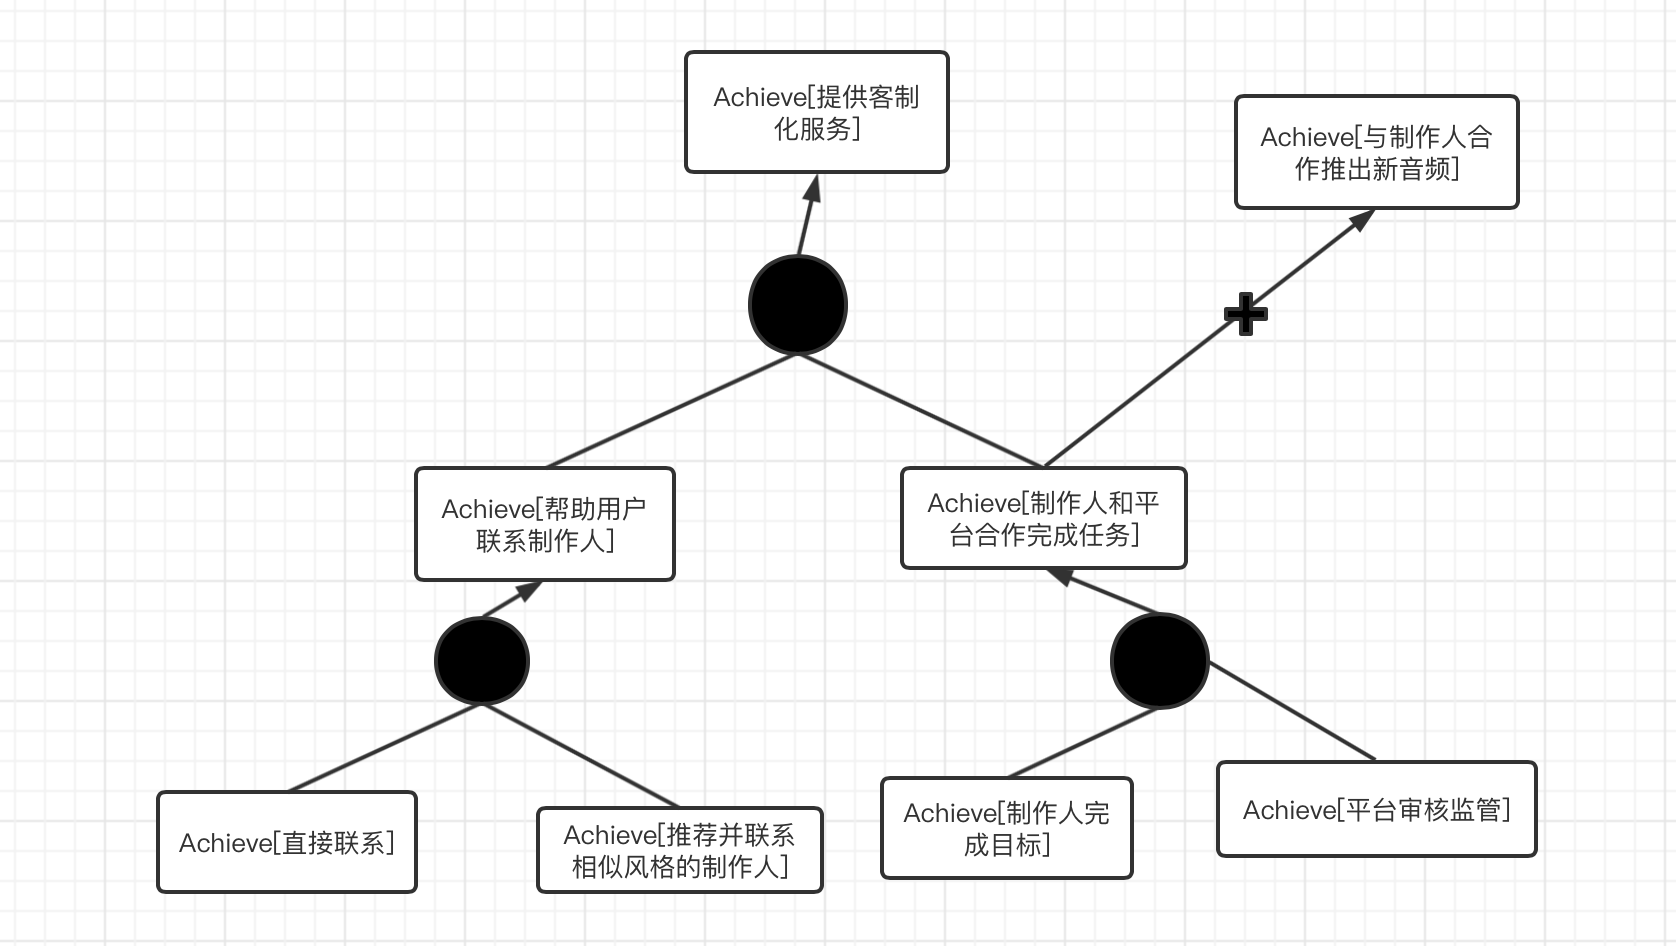 Achieve[提供客制
化服务]
Achieve[与制作人合
作推出新音频]
Achieve[帮助用户
联系制作人]
Achieve[制作人和平
台合作完成任务]
Achieve[直接联系]
Achieve[推荐并联系
相似风格的制作人]
Achieve[制作人完
成目标]
Achieve[平台审核监管]